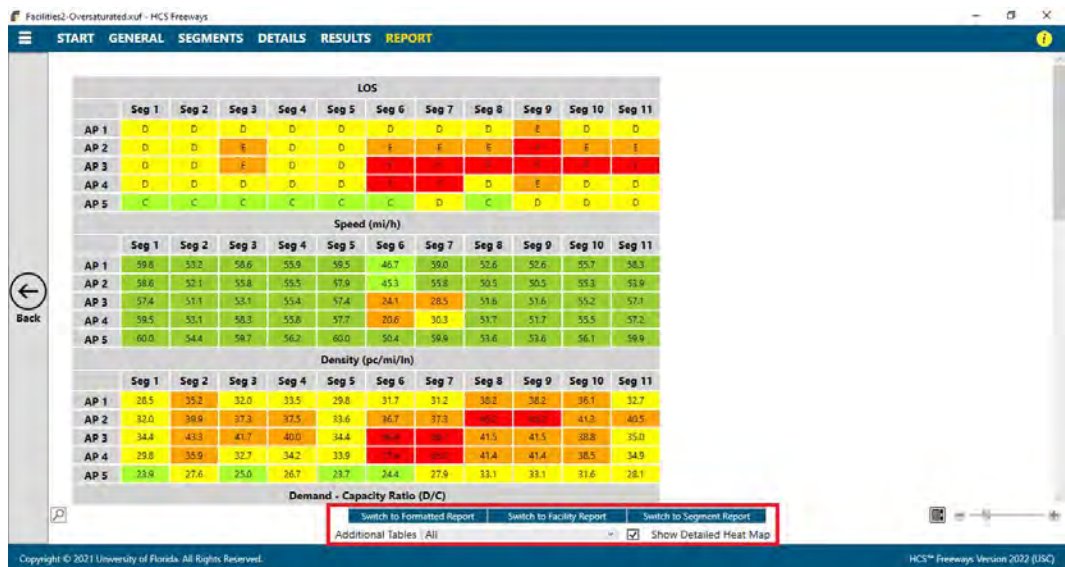 Facilities2-Oversaturated.xuf - HCS Freeways
START GENERAL SEGMENTS DETAILS RESULTS REPORT
LOS
Seg 1 Seg 2 Seg 3 Seg 4 Seg 5 Seg 6 Seg 7 Seg 8 Seg 9 Seg 10 Seg 11
AP 1 D D D D D D D D E D D
AP 2 D D E D D E E E E E
AP 3 D D E D D
AP 4 D D D D D D E D D
AP 5 C C C C C C D C D D D
Speed (mi/h)
Seg 1 Seg 2 Seg 3 Seg 4 Seg 5 Seg 6 Seg 7 Seg 8 Seg 9 Seg 10 Seg 11
AP 1 59.8 53.2 58.6 55.9 59.5 46.7 59.0 52.6 52.6 55.7 58.3
AP 2 58.6 52.1 55.8 55.5 57.9 45.3 55.8 50.5 50.5 55.3 53.9
Back
AP 3 57.4 51.1 53.1 55.4 57.4 24.1 28.5 51.6 51.6 55.2 57.1
AP 4 59.5 53.1 58.3 55.8 57.7 20.6 30.3 51.7 51.7 55.5 57.2
AP 5 60.0 54.4 59.7 56.2 60.0 50.4 59.9 53.6 53.6 56.1 59.9
Density (pc/mi/ln)
Seg 1 Seg 2 Seg 3 Seg 4 Seg 5 Seg 6 Seg 7 Seg 8 Seg 9 Seg 10 Seg 11
AP 1 28.5 35.2 32.0 33.5 29.8 31.7 31.2 38.2 38.2 36.1 32.7
AP 2 32.0 39.9 37.3 37.5 33.6 36.7 37.3 41.3 40.5
AP 3 34.4 43.3 41.7 40.0 34.4 41.5 41.5 38.8 35.0
AP 4 29.8 35.9 32.7 34.2 33.9 41.4 41.4 38.5 34.9
AP 5 23.9 27.6 25.0 26.7 23.7 24.4 27.9 33.1 33.1 31.6 28.1
Demand - Capacity Ratio (D/C)
Switch to Formatted Report Switch to Facility Report Switch to Segment Report
Additional Tables All Show Detailed Heat Map
Copyright © 2021 University of Florida. All Rights Reserved. HCS™ Freeways Version 2022 (USC)